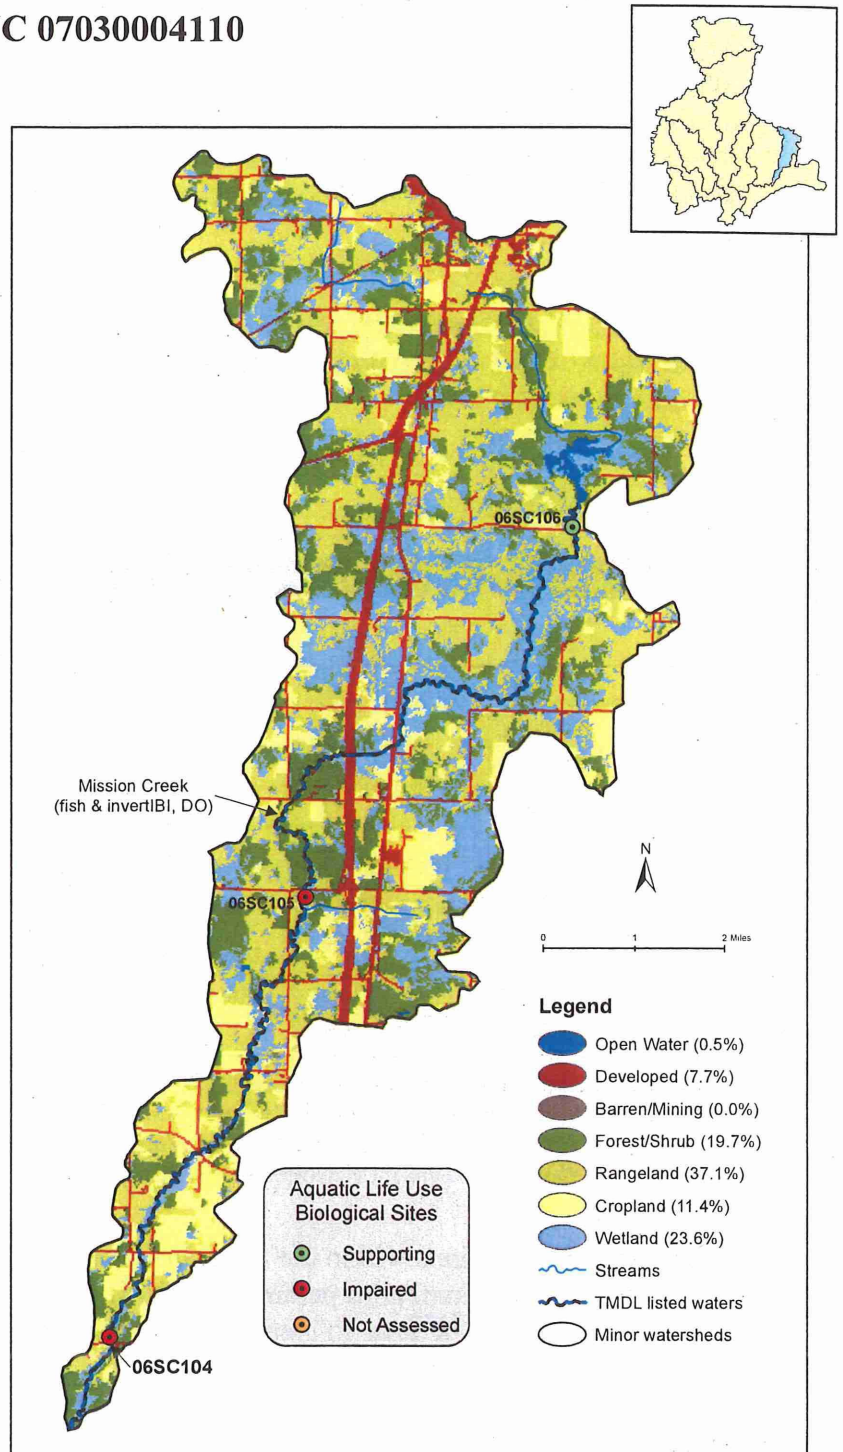 C 07030004110
06SC106
Mission Creek
(fish & invertIBI, DO)
06SC105
N
0 1 2 Miles
Legend
Open Water (0.5%)
Developed (7.7%)
Barren/Mining (0.0%)
Forest/Shrub (19.7%)
Rangeland (37.1%)
Cropland (11.4%)
Wetland (23.6%)
Streams
TMDL listed waters
Minor watersheds
Aquatic Life Use
Biological Sites
Supporting
Impaired
Not Assessed
06SC104